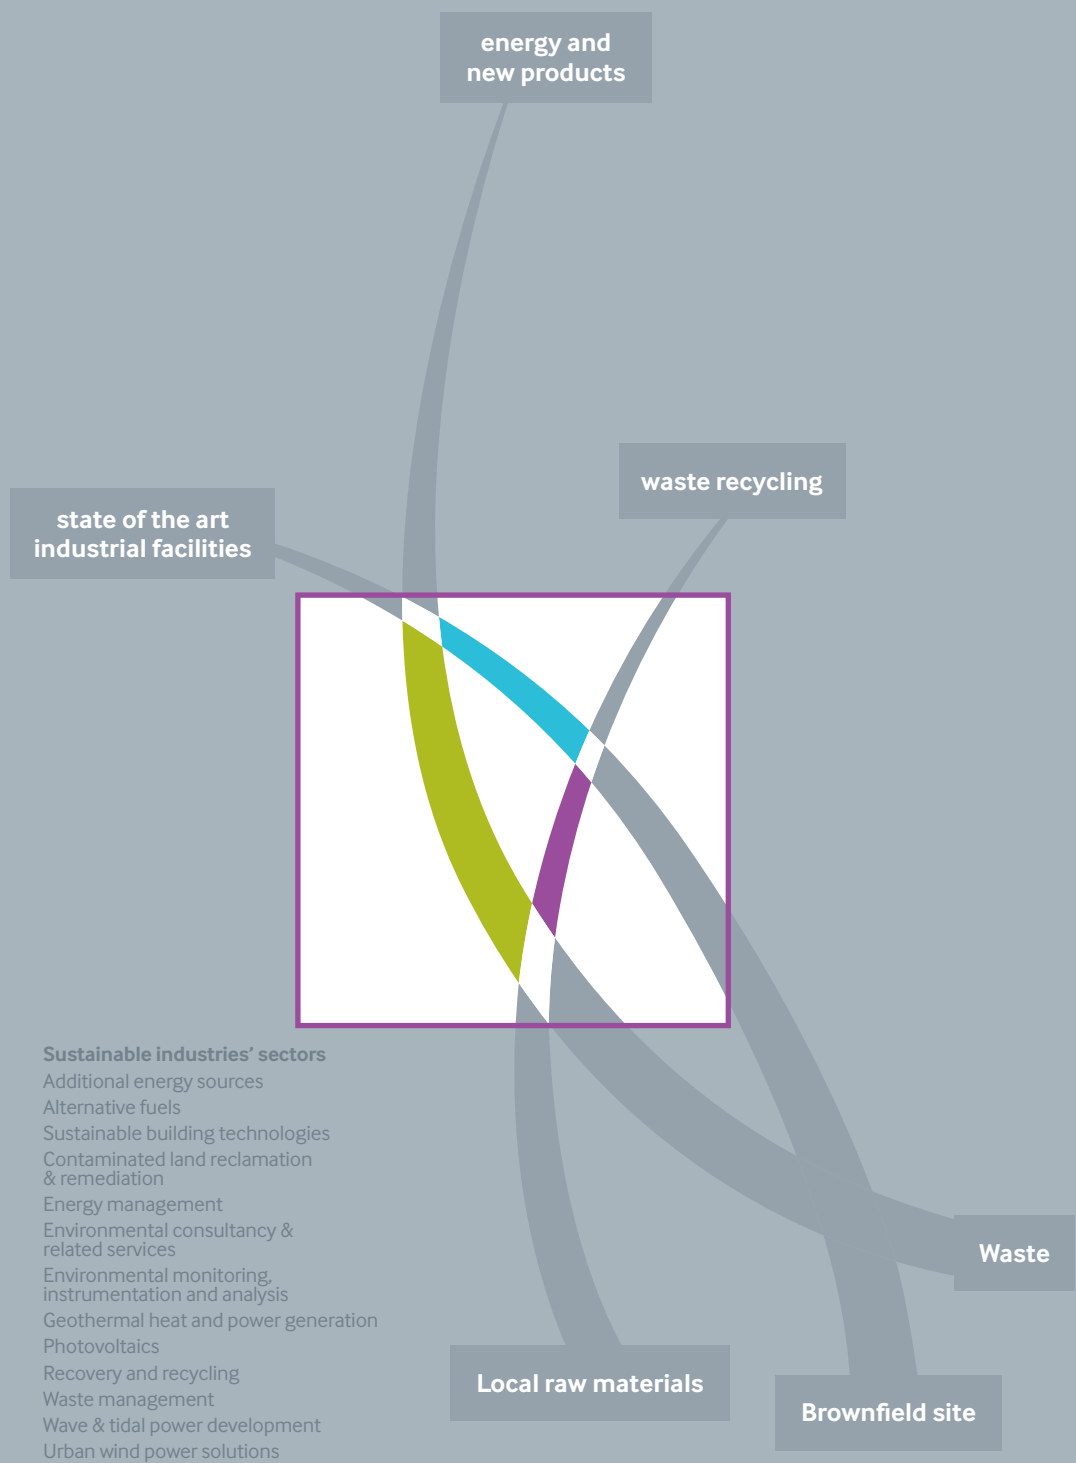 energy and
new products
waste recycling
state of the art
industrial facilities
Sustainable industries’ sectors
Additional energy sources
Alternative fuels
Sustainable building technologies
Contaminated land reclamation
& remediation
Energy management
Environmental consultancy &
related services
Environmental monitoring,
instrumentation and analysis
Geothermal heat and power generation
Photovoltaics
Recovery and recycling
Waste management
Wave & tidal power development
Urban wind power solutions
Waste
Local raw materials
Brownfield site